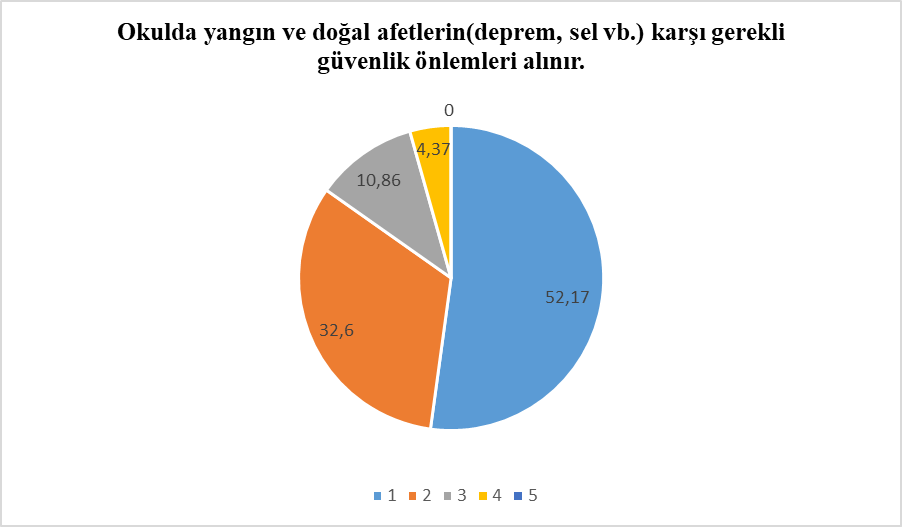 Okulda yangın ve doğal afetlerin(deprem, sel vb.) karşı gerekli
güvenlik önlemleri alınır.
0
4,37
10,86
52,17
32,6
1 2 3 4 5